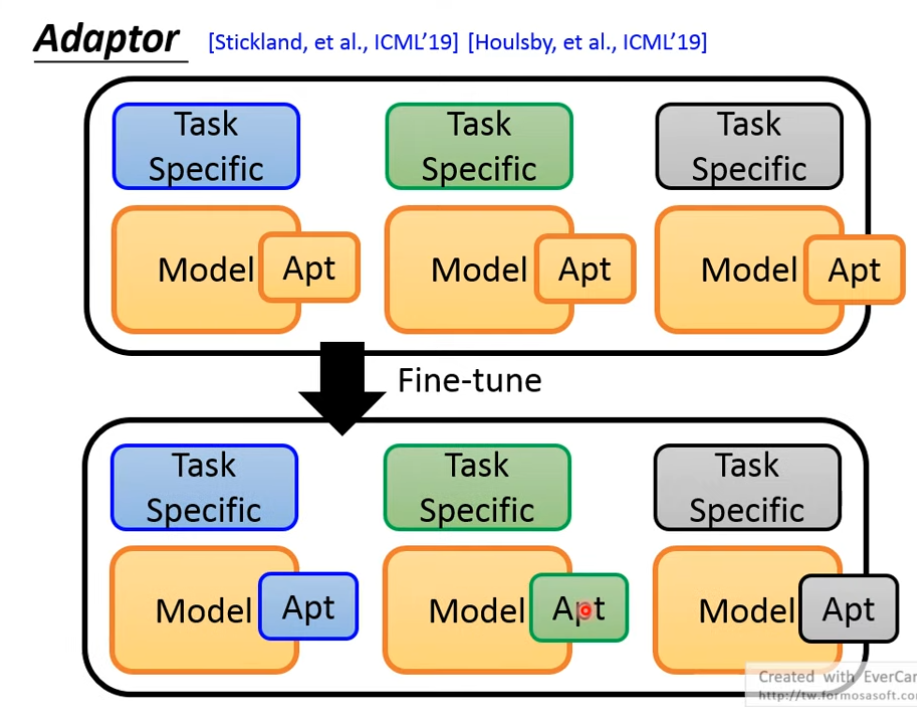 Adaptor [Stickland, et al., ICML'19] [Houlsby, et al., ICML'19]
Task Specific
Task Specific
Task Specific
Model Apt
Model Apt
Model Apt
Fine-tune
Task Specific
Task Specific
Task Specific
Model Apt
Model Apt
Model Apt
Created with EverCa
http://tw.formosasoft.co